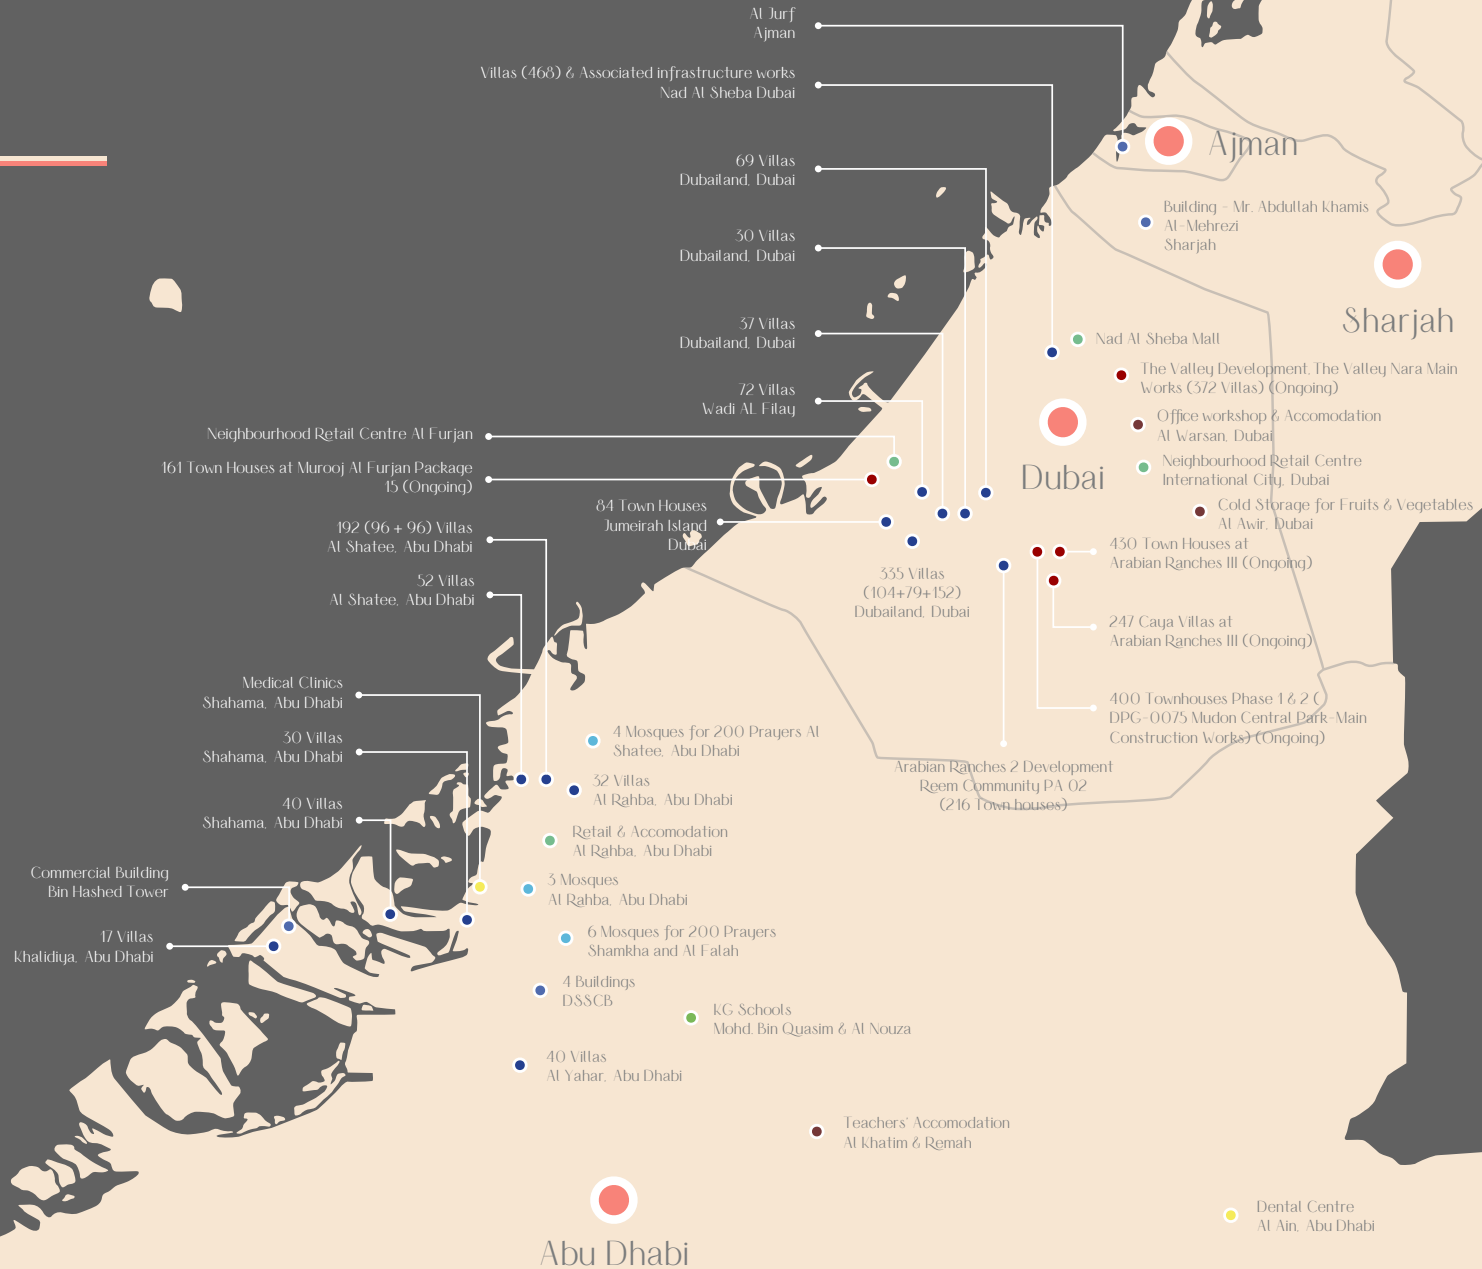 Al Jurf
Ajman
Villas (468) & Associated infrastructure works
Nad Al Sheba Dubai
69 Villas
Dubailand, Dubai
30 Villas
Dubailand, Dubai
37 Villas
Dubailand, Dubai
72 Villas
Wadi AL Filay
Neighbourhood Retail Centre Al Furjan
161 Town Houses at Murooj Al Furjan Package
15 (Ongoing)
84 Town Houses
Jumeirah Island
Dubai
192 (96 + 96) Villas
Al Shatee, Abu Dhabi
52 Villas
Al Shatee, Abu Dhabi
Medical Clinics
Shahama, Abu Dhabi
30 Villas
Shahama, Abu Dhabi
40 Villas
Shahama, Abu Dhabi
Commercial Building
Bin Hashed Tower
17 Villas
Khalidiya, Abu Dhabi
Ajman
Building - Mr. Abdullah Khamis
Al-Mehrezi
Sharjah
Sharjah
Nad Al Sheba Mall
The Valley Development, The Valley Nara Main
Works (372 Villas) (Ongoing)
Office workshop & Accomodation
Al Warsan, Dubai
Dubai
Neighbourhood Retail Centre
International City, Dubai
Cold Storage for Fruits & Vegetables
Al Awir, Dubai
430 Town Houses at
Arabian Ranches III (Ongoing)
335 Villas
(104+79+152)
Dubailand, Dubai
247 Caya Villas at
Arabian Ranches III (Ongoing)
400 Townhouses Phase 1 & 2 (
DPG-0075 Mudon Central Park-Main
Construction Works) (Ongoing)
Arabian Ranches 2 Development
Reem Community PA 02
(216 Town houses)
4 Mosques for 200 Prayers Al
Shatee, Abu Dhabi
32 Villas
Al Rahba, Abu Dhabi
Retail & Accomodation
Al Rahba, Abu Dhabi
3 Mosques
Al Rahba, Abu Dhabi
6 Mosques for 200 Prayers
Shamkha and Al Falah
4 Buildings
DSSCB
KG Schools
Mohd. Bin Quasim & Al Nouza
40 Villas
Al Yahar, Abu Dhabi
Teachers' Accomodation
Al Khatim & Remah
Dental Centre
Al Ain, Abu Dhabi
Abu Dhabi